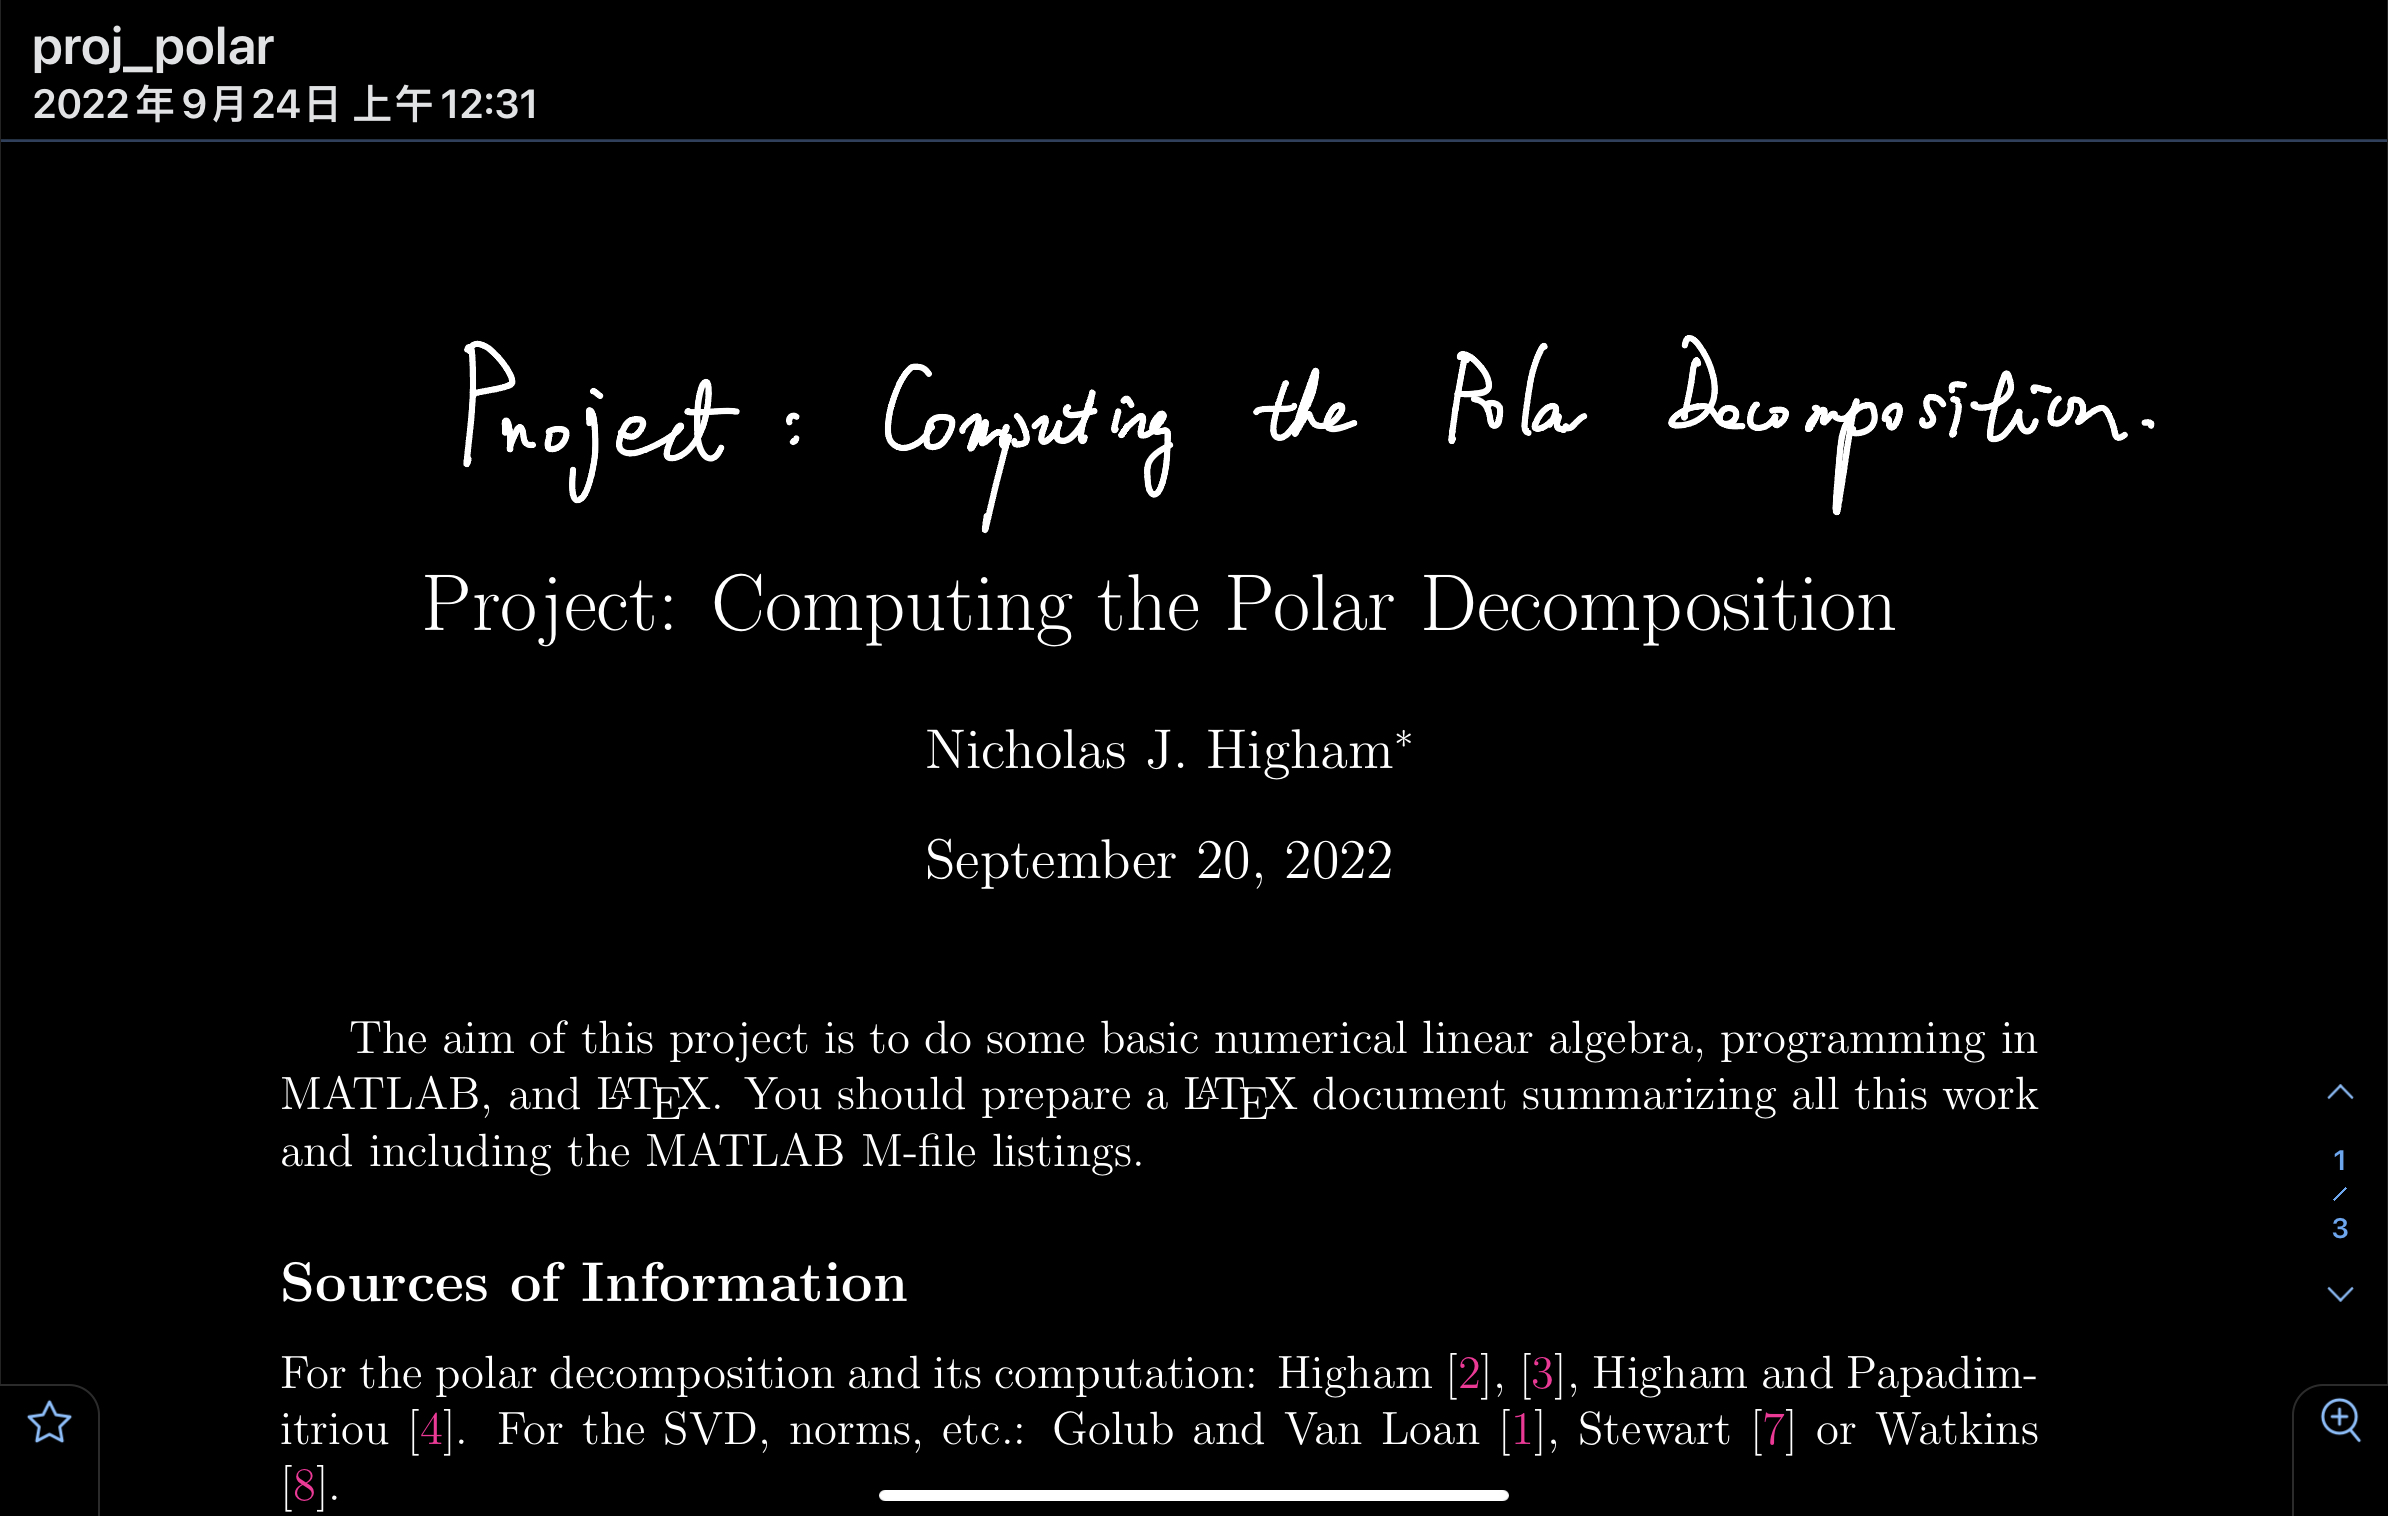 proj_polar
2022年9月24日 上午12:31
Project : Computing the Polar Decomposition.
Project: Computing the Polar Decomposition
Nicholas J. Higham*
September 20, 2022
The aim of this project is to do some basic numerical linear algebra, programming in
MATLAB, and LATEX. You should prepare a LATEX document summarizing all this work
and including the MATLAB M-file listings.
Sources of Information
For the polar decomposition and its computation: Higham [2], [3], Higham and Papadim-
itriou [4]. For the SVD, norms, etc.: Golub and Van Loan [1], Stewart [7] or Watkins
[8].
1
/
3